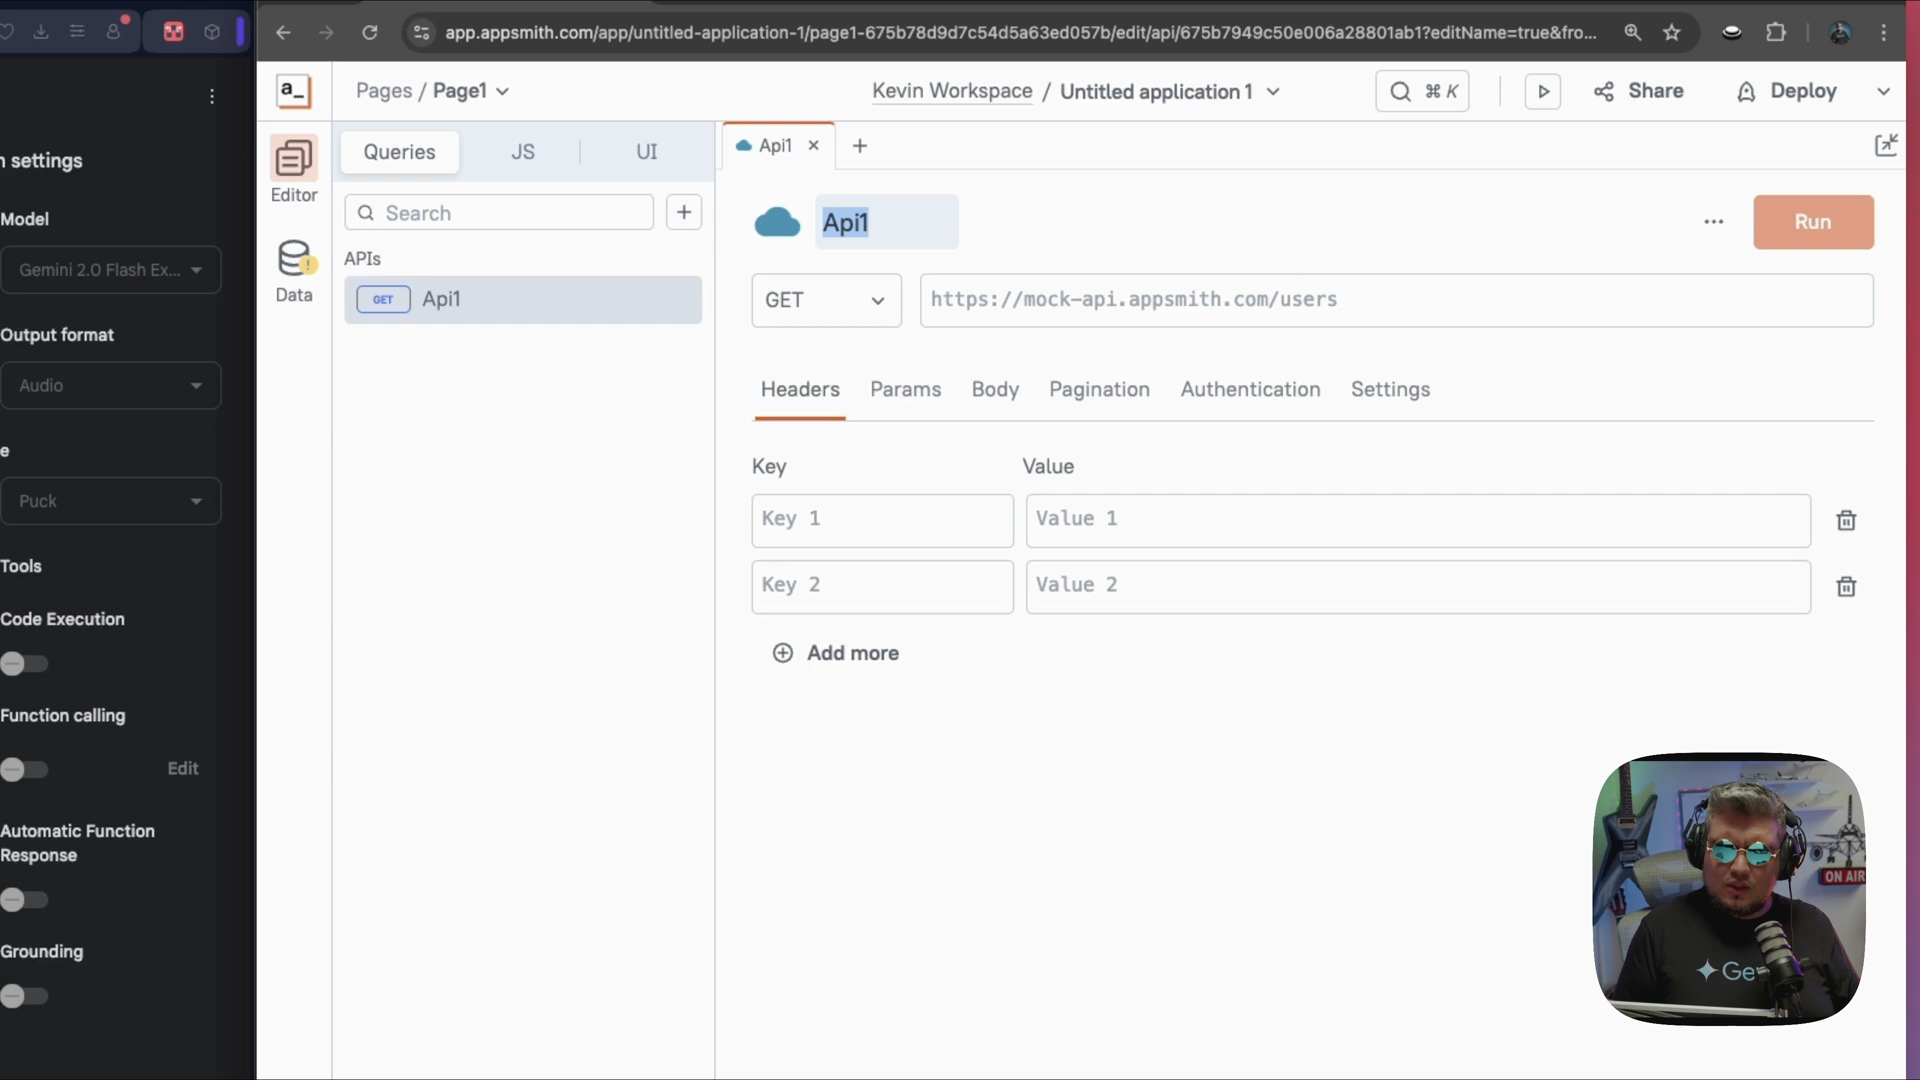 n settings
Model
Gemini 2.0 Flash Ex...
Output format
Audio
e
Puck
Tools
Code Execution
Function calling
Edit
Automatic Function
Response
Grounding
app.appsmith.com/app/untitled-application-1/page1-675b78d9d7c54d5a63ed057b/edit/api/675b7949c50e006a28801ab1?editName=true&fro...
a_
Pages / Page1
Kevin Workspace / Untitled application 1
⌘ K
Share
Deploy
Editor
Data
Queries
JS
UI
Search
APIs
GET Api1
Api1
Api1
Run
GET
https://mock-api.appsmith.com/users
Headers
Params
Body
Pagination
Authentication
Settings
Key
Value
Key 1
Value 1
Key 2
Value 2
Add more
ON AIR
Ge